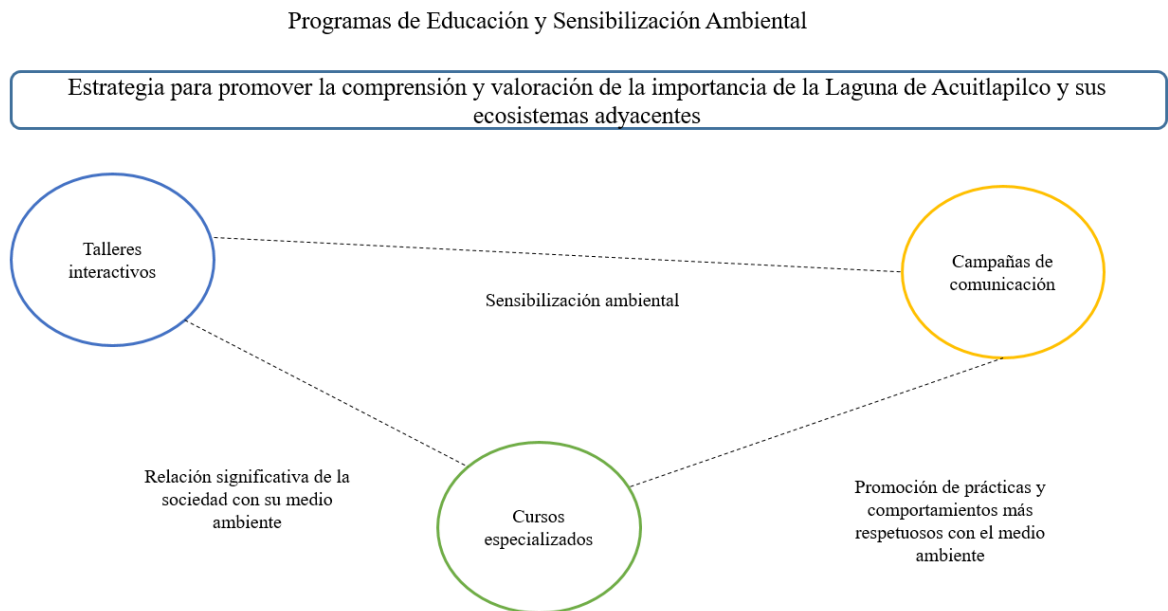 Programas de Educación y Sensibilización Ambiental
Estrategia para promover la comprensión y valoración de la importancia de la Laguna de Acuitlapilco y sus
ecosistemas adyacentes
Talleres
interactivos
Campañas de
comunicación
Sensibilización ambiental
Relación significativa de la
sociedad con su medio
ambiente
Cursos
especializados
Promoción de prácticas y
comportamientos más
respetuosos con el medio
ambiente